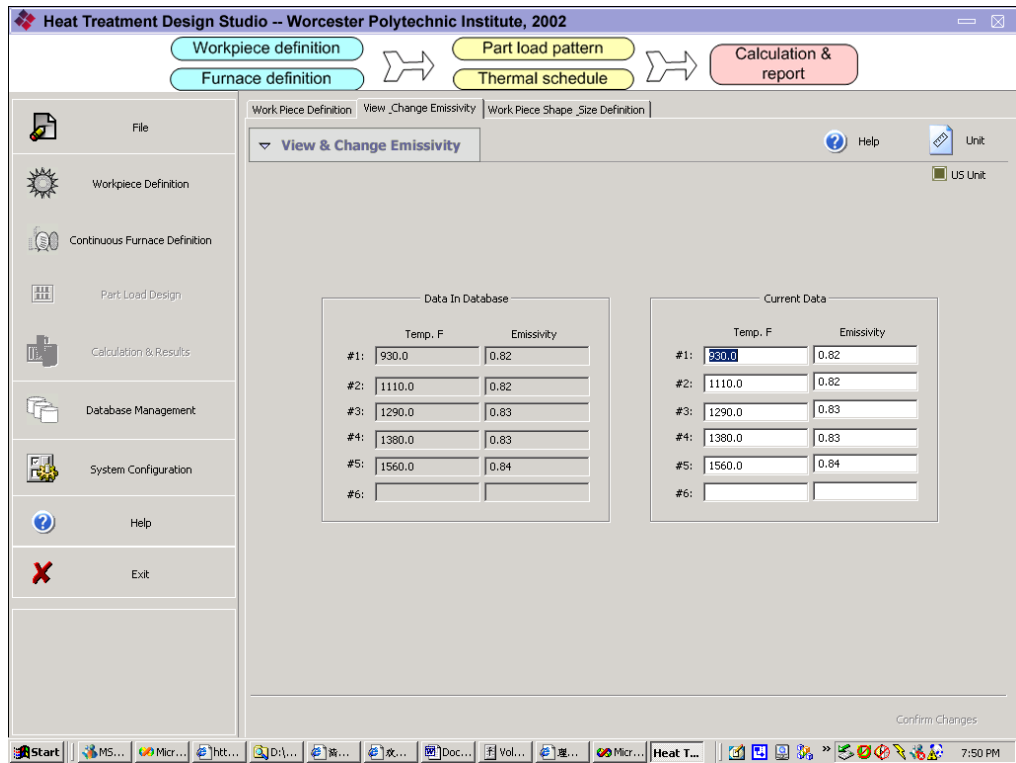 Heat Treatment Design Studio -- Worcester Polytechnic Institute, 2002
Workpiece definition
Furnace definition
Part load pattern
Thermal schedule
Calculation &
report
File
Workpiece Definition
Continuous Furnace Definition
Part Load Design
Calculation & Results
Database Management
System Configuration
Help
Exit
Work Piece Definition View _Change Emissivity Work Piece Shape _Size Definition
View & Change Emissivity
Help
Unit
US Unit
Data In Database
Temp. F Emissivity
#1: 930.0 0.82
#2: 1110.0 0.82
#3: 1290.0 0.83
#4: 1380.0 0.83
#5: 1560.0 0.84
#6:
Current Data
Temp. F Emissivity
#1: 930.0 0.82
#2: 1110.0 0.82
#3: 1290.0 0.83
#4: 1380.0 0.83
#5: 1560.0 0.84
#6:
Confirm Changes
Start MS... Micr... htt... D:\... Doc... Vol... Micr... Heat T... » 7:50 PM